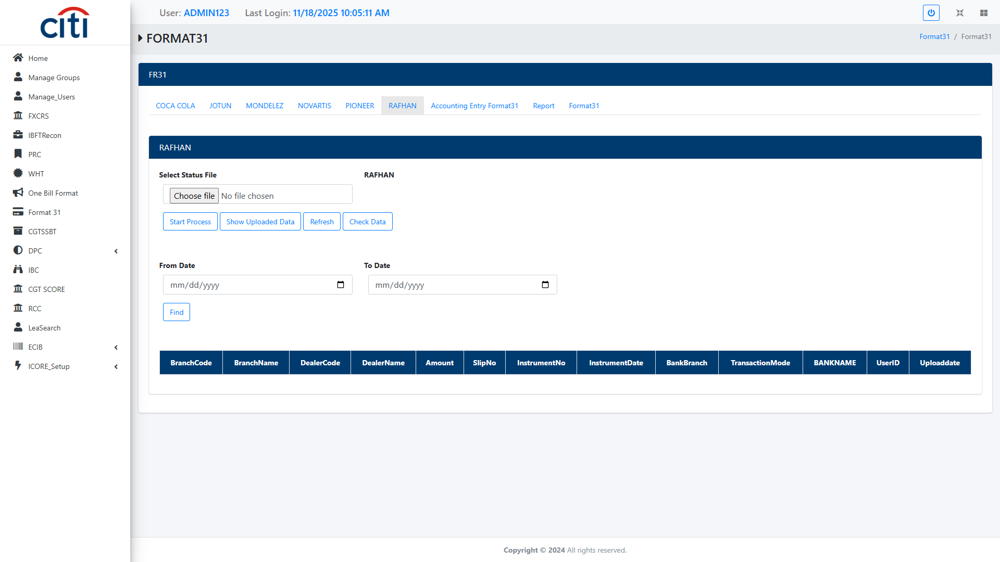 citi
User: ADMIN123 Last Login: 11/18/2025 10:05:11 AM
FORMAT31
Format31 / Format31
Home
Manage Groups
Manage_Users
FXCRS
IBFTRecon
PRC
WHT
One Bill Format
Format 31
CGTSSBT
DPC
IBC
CGT SCORE
RCC
LeaSearch
ECIB
ICORE_Setup
FR31
COCA COLA JOTUN MONDELEZ NOVARTIS PIONEER RAFHAN Accounting Entry Format31 Report Format31
RAFHAN
Select Status File RAFHAN
Choose file No file chosen
Start Process Show Uploaded Data Refresh Check Data
From Date To Date
mm/dd/yyyy mm/dd/yyyy
Find
BranchCode BranchName DealerCode DealerName Amount SlipNo InstrumentNo InstrumentDate BankBranch TransactionMode BANKNAME UserID Uploaddate
Copyright © 2024 All rights reserved.